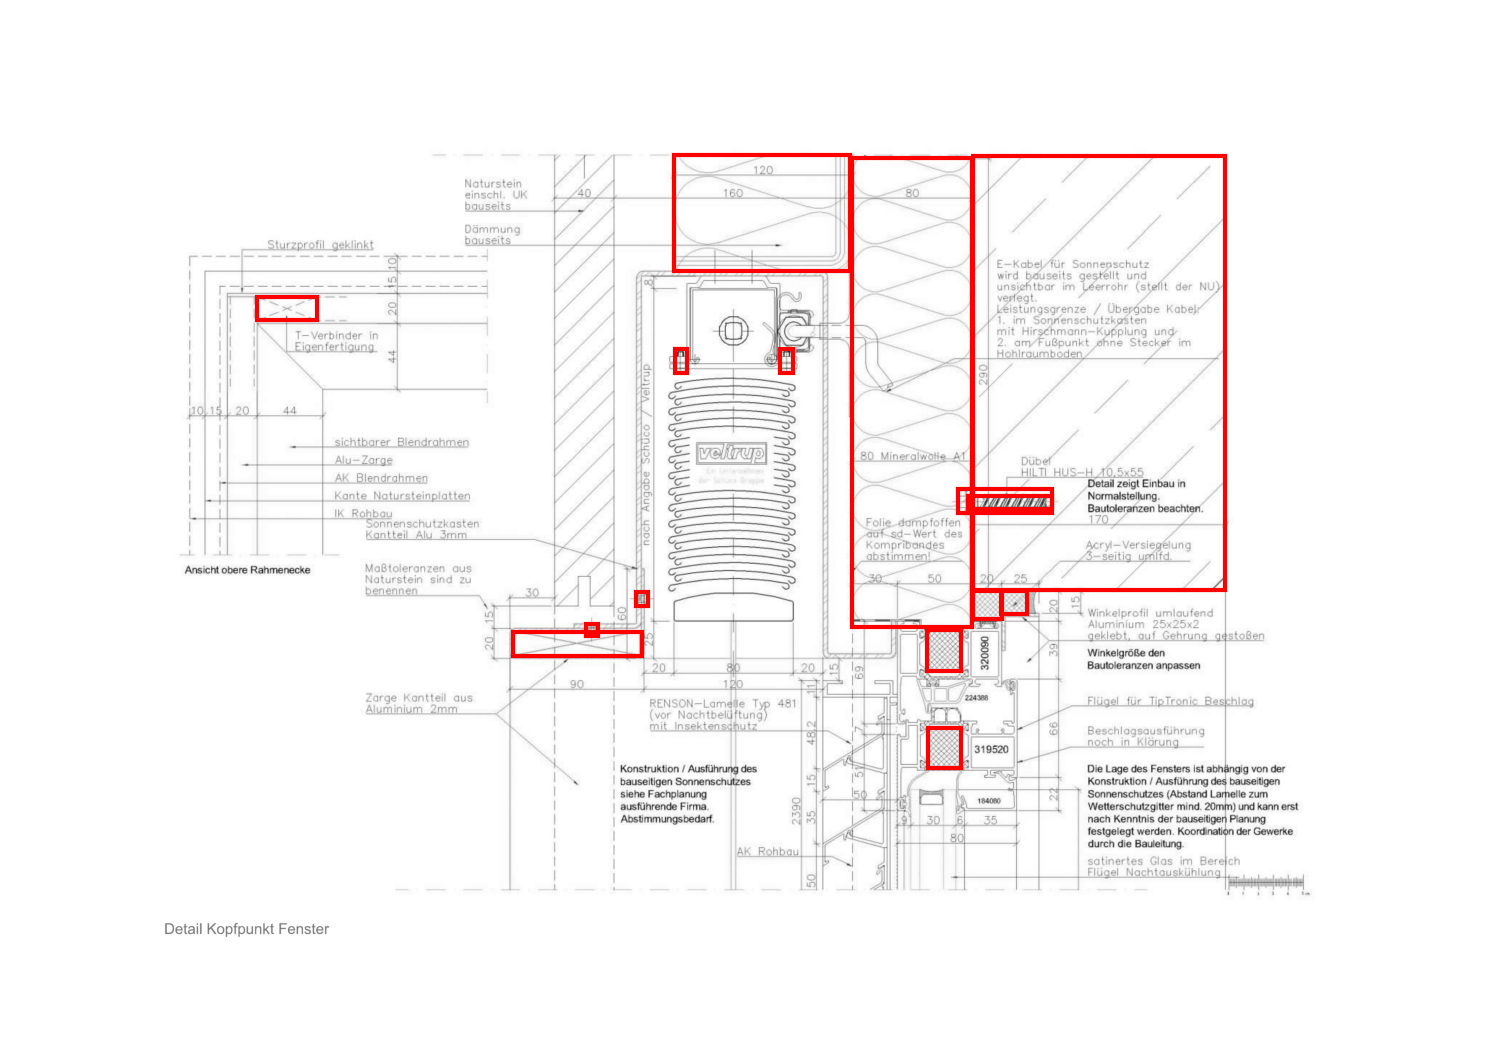 120
40
160
80
Naturstein
einschl. UK
bauseits
Dämmung
bauseits
Sturzprofil geklinkt
10
15
20
44
T-Verbinder in
Eigenfertigung
10
15
20
44
sichtbarer Blendrahmen
Alu-Zarge
AK Blendrahmen
Kante Natursteinplatten
IK Rohbau
Sonnenschutzkasten
Kantteil Alu 3mm
Ansicht obere Rahmenecke
Maßtoleranzen aus
Naturstein sind zu
benennen
30
15
20
60
25
8
nach Angabe Schüco / Veltrup
veltrup
Ein Unternehmen
der Schüco Gruppe
E-Kabel für Sonnenschutz
wird bauseits gestellt und
unsichtbar im Leerrohr (stellt der NU)
verlegt.
Leistungsgrenze / Übergabe Kabel:
1. im Sonnenschutzkasten
mit Hirschmann-Kupplung und
2. am Fußpunkt ohne Stecker im
Hohlraumboden
290
80 Mineralwolle A1
Dübel
HILTI HUS-H 10,5x55
Detail zeigt Einbau in
Normalstellung.
Bautoleranzen beachten.
170
Folie dampfoffen
auf sd-Wert des
Kompribandes
abstimmen!
Acryl-Versiegelung
3-seitig umlfd.
30
50
20
25
20
15
39
Winkelprofil umlaufend
Aluminium 25x25x2
geklebt, auf Gehrung gestoßen
Winkelgröße den
Bautoleranzen anpassen
320090
224388
20
80
20
15
69
90
120
11
Zarge Kantteil aus
Aluminium 2mm
RENSON-Lamelle Typ 481
(vor Nachtbelüftung)
mit Insektenschutz
48,2
7
Flügel für TipTronic Beschlag
66
Beschlagsausführung
noch in Klärung
319520
184080
Konstruktion / Ausführung des
bauseitigen Sonnenschutzes
siehe Fachplanung
ausführende Firma.
Abstimmungsbedarf.
15
51
50
2390
35
22
9
30
6
35
80
Die Lage des Fensters ist abhängig von der
Konstruktion / Ausführung des bauseitigen
Sonnenschutzes (Abstand Lamelle zum
Wetterschutzgitter mind. 20mm) und kann erst
nach Kenntnis der bauseitigen Planung
festgelegt werden. Koordination der Gewerke
durch die Bauleitung.
AK Rohbau
50
satinertes Glas im Bereich
Flügel Nachtauskühlung
Detail Kopfpunkt Fenster